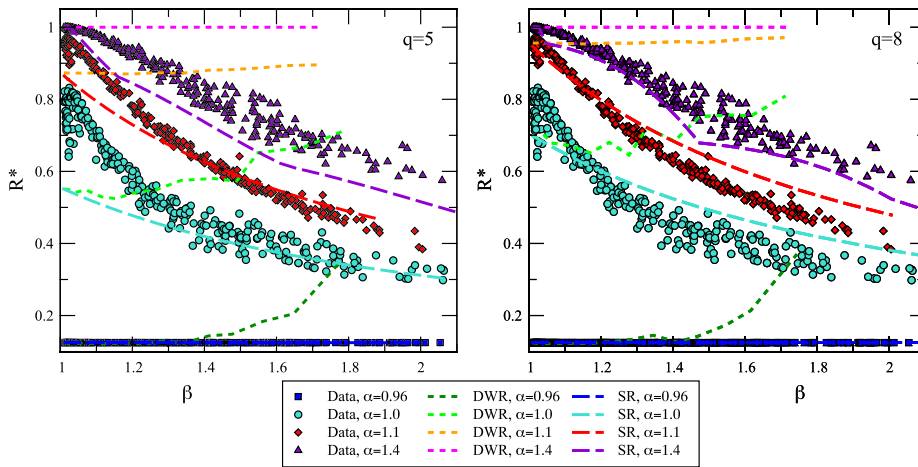 q=5
1
0.8
0.6
0.4
0.2
R*
1
1.2
1.4
1.6
1.8
2
β
q=8
1
0.8
0.6
0.4
0.2
R*
1
1.2
1.4
1.6
1.8
2
β
Data, α=0.96
Data, α=1.0
Data, α=1.1
Data, α=1.4
DWR, α=0.96
DWR, α=1.0
DWR, α=1.1
DWR, α=1.4
SR, α=0.96
SR, α=1.0
SR, α=1.1
SR, α=1.4